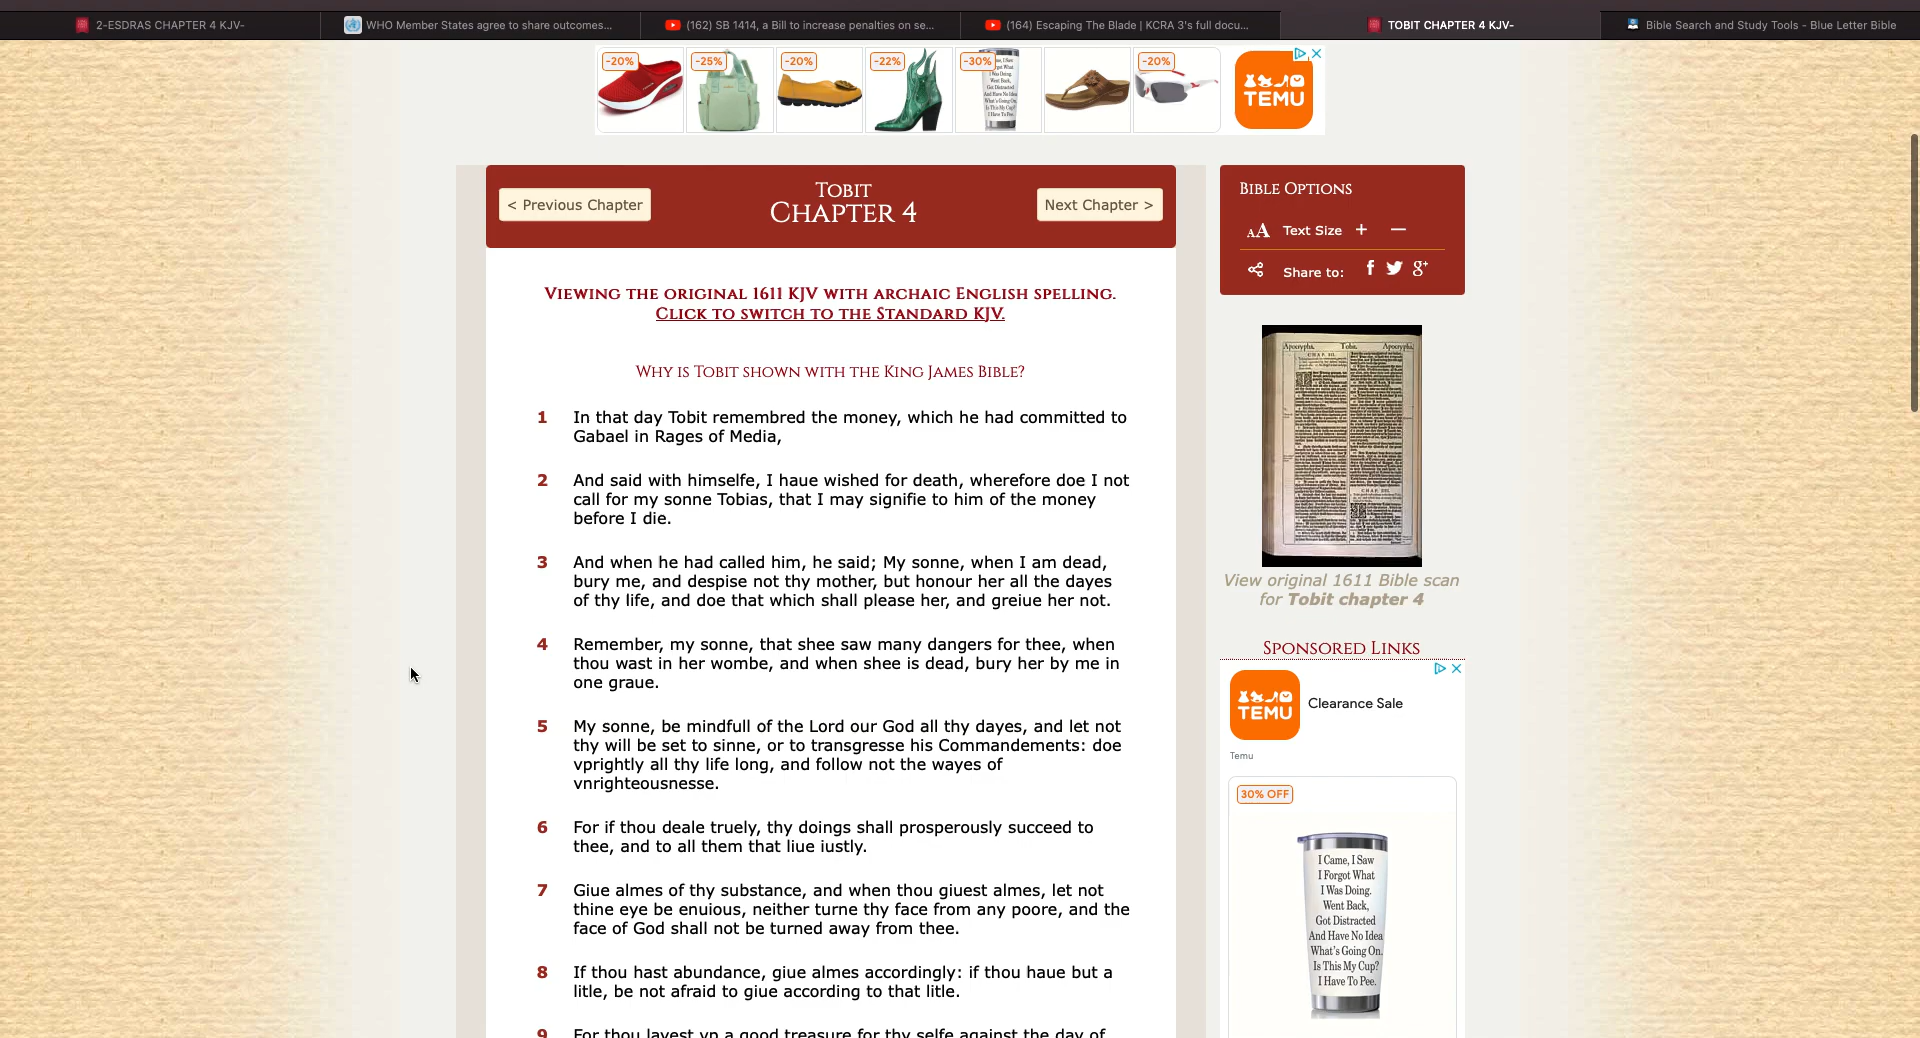 2-ESDRAS CHAPTER 4 KJV-
WHO Member States agree to share outcomes...
(162) SB 1414, a Bill to increase penalties on se...
(164) Escaping The Blade | KCRA 3's full docu...
TOBIT CHAPTER 4 KJV-
Bible Search and Study Tools - Blue Letter Bible
-20%
-25%
-20%
-22%
-30%
-20%
TEMU
< Previous Chapter
Tobit
Chapter 4
Next Chapter >
Viewing the original 1611 KJV with archaic English spelling.
Click to switch to the Standard KJV.
Why is Tobit shown with the King James Bible?
1 In that day Tobit remembred the money, which he had committed to
Gabael in Rages of Media,
2 And said with himselfe, I haue wished for death, wherefore doe I not
call for my sonne Tobias, that I may signifie to him of the money
before I die.
3 And when he had called him, he said; My sonne, when I am dead,
bury me, and despise not thy mother, but honour her all the dayes
of thy life, and doe that which shall please her, and greiue her not.
4 Remember, my sonne, that shee saw many dangers for thee, when
thou wast in her wombe, and when shee is dead, bury her by me in
one graue.
5 My sonne, be mindfull of the Lord our God all thy dayes, and let not
thy will be set to sinne, or to transgresse his Commandements: doe
vprightly all thy life long, and follow not the wayes of
vnrighteousnesse.
6 For if thou deale truely, thy doings shall prosperously succeed to
thee, and to all them that liue iustly.
7 Giue almes of thy substance, and when thou giuest almes, let not
thine eye be enuious, neither turne thy face from any poore, and the
face of God shall not be turned away from thee.
8 If thou hast abundance, giue almes accordingly: if thou haue but a
litle, be not afraid to giue according to that litle.
9 For thou layest vp a good treasure for thy selfe against the day of
Bible Options
AA Text Size + −
Share to:
Apocrypha. Tobit. Apocrypha.
View original 1611 Bible scan
for Tobit chapter 4
Sponsored Links
TEMU
Clearance Sale
Temu
30% OFF
I Came, I Saw
I Forgot What
I Was Doing.
Went Back,
Got Distracted
And Have No Idea
What's Going On.
Is This My Cup?
I Have To Pee.